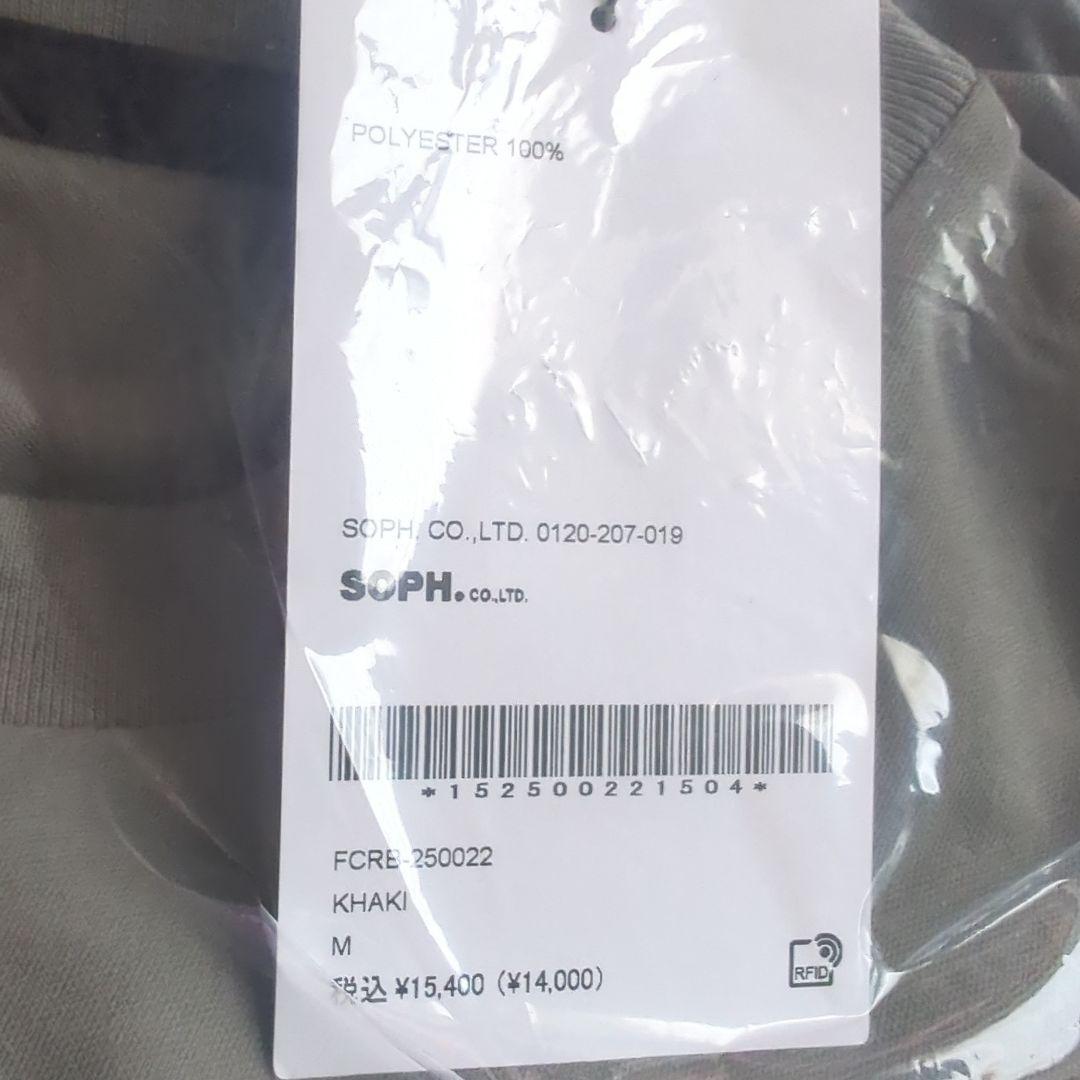 POLYESTER 100%
SOPH. CO.,LTD. 0120-207-019
SOPH. CO.,LTD.
*152500221504*
FCRB-250022
KHAKI
M
税込 ¥15,400 (¥14,000)
RFID